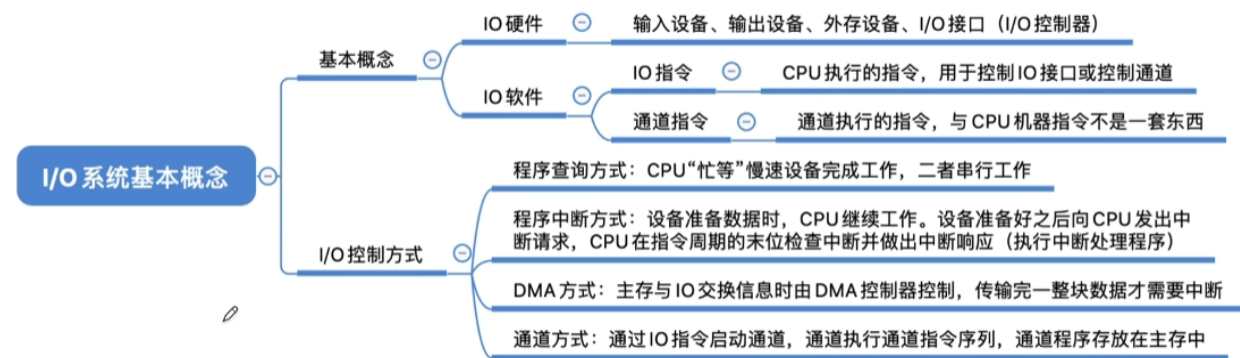 IO硬件
输入设备、输出设备、外存设备、I/O接口（I/O控制器）
基本概念
IO指令
CPU执行的指令，用于控制IO接口或控制通道
IO软件
通道指令
通道执行的指令，与CPU机器指令不是一套东西
I/O系统基本概念
程序查询方式：CPU“忙等”慢速设备完成工作，二者串行工作
程序中断方式：设备准备数据时，CPU继续工作。设备准备好之后向CPU发出中
断请求，CPU在指令周期的末位检查中断并做出中断响应（执行中断处理程序）
I/O控制方式
DMA方式：主存与IO交换信息时由DMA控制器控制，传输完一整块数据才需要中断
通道方式：通过IO指令启动通道，通道执行通道指令序列，通道程序存放在主存中